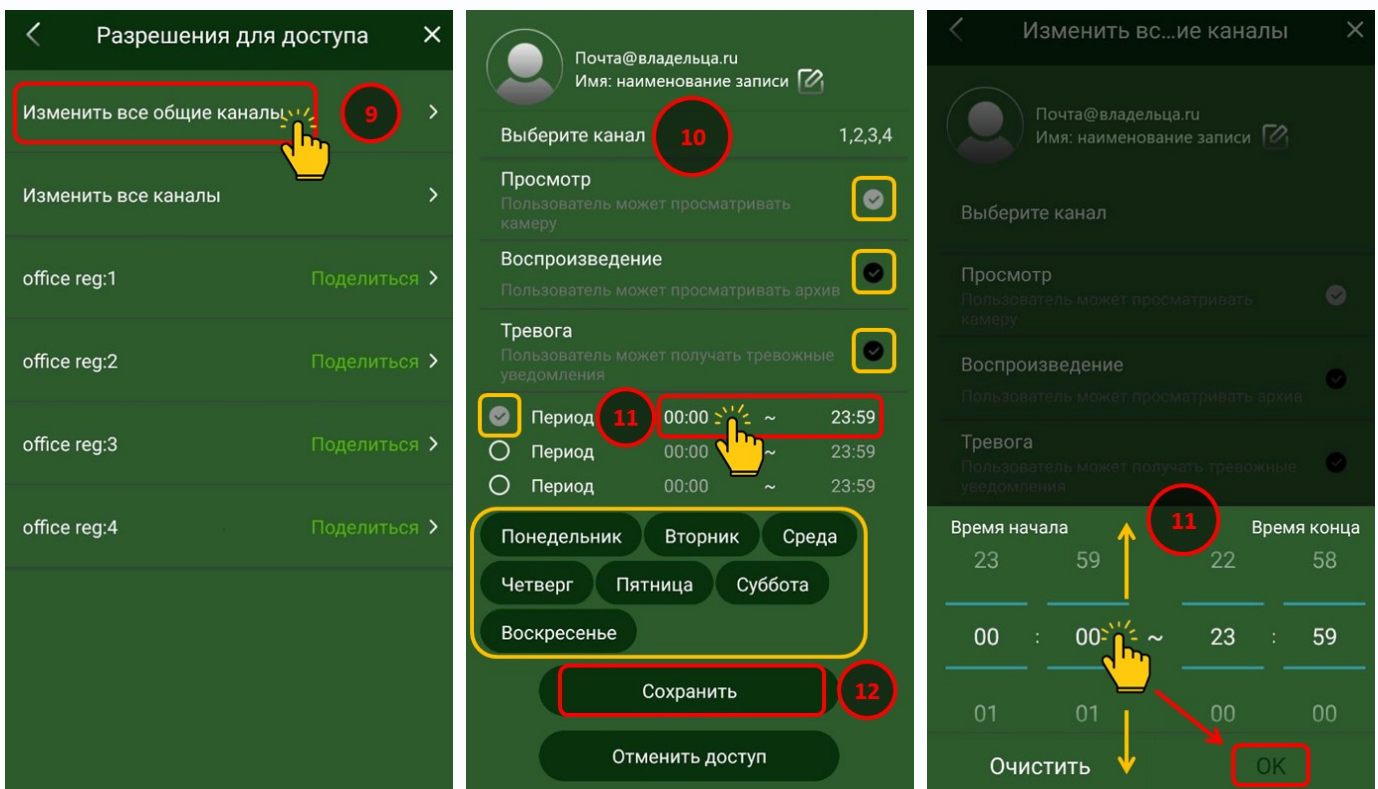 Разрешения для доступа
Изменить все общие каналы
9
Изменить все каналы
office reg:1 Поделиться
office reg:2 Поделиться
office reg:3 Поделиться
office reg:4 Поделиться
Почта@владельца.ru
Имя: наименование записи
Выберите канал 10 1,2,3,4
Просмотр
Пользователь может просматривать
камеру
Воспроизведение
Пользователь может просматривать архив
Тревога
Пользователь может получать тревожные
уведомления
Период 11 00:00 ~ 23:59
Период 00:00 ~ 23:59
Период 00:00 ~ 23:59
Понедельник Вторник Среда
Четверг Пятница Суббота
Воскресенье
Сохранить 12
Отменить доступ
Изменить вс...ие каналы
Почта@владельца.ru
Имя: наименование записи
Выберите канал
Просмотр
Пользователь может просматривать
камеру
Воспроизведение
Пользователь может просматривать архив
Тревога
Пользователь может получать тревожные
уведомления
Время начала 11 Время конца
23 59 22 58
00 : 00 ~ 23 : 59
01 01 00 00
Очистить OK